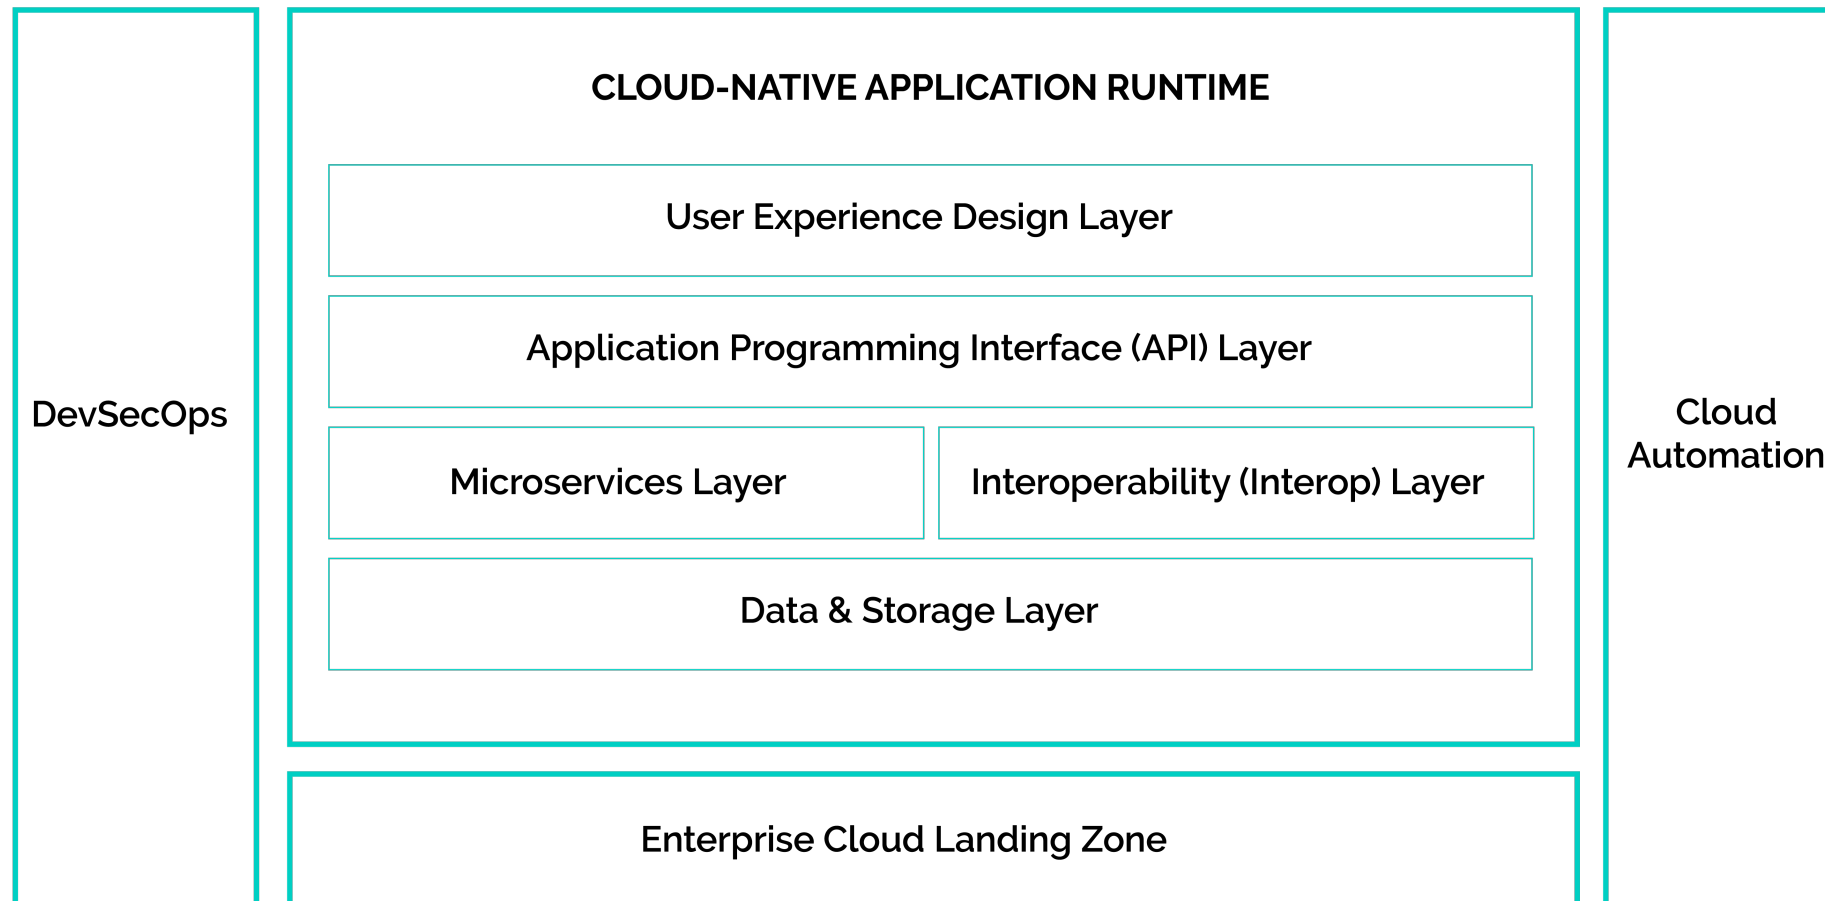 CLOUD-NATIVE APPLICATION RUNTIME
User Experience Design Layer
Application Programming Interface (API) Layer
DevSecOps
Cloud
Automation
Microservices Layer
Interoperability (Interop) Layer
Data & Storage Layer
Enterprise Cloud Landing Zone